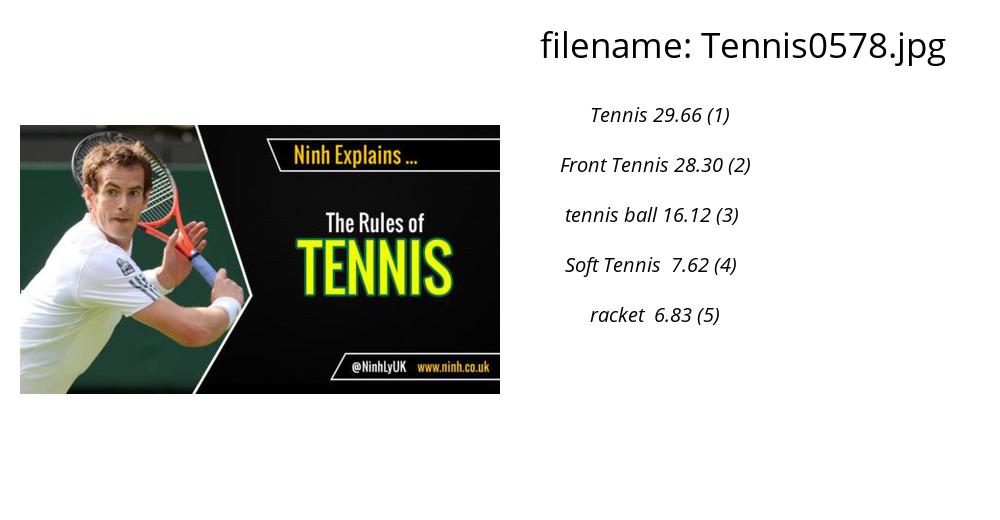 filename: Tennis0578.jpg
Tennis 29.66 (1)
Front Tennis 28.30 (2)
tennis ball 16.12 (3)
Soft Tennis  7.62 (4)
racket  6.83 (5)
Ninh Explains ...
The Rules of
TENNIS
@NinhLyUK www.ninh.co.uk